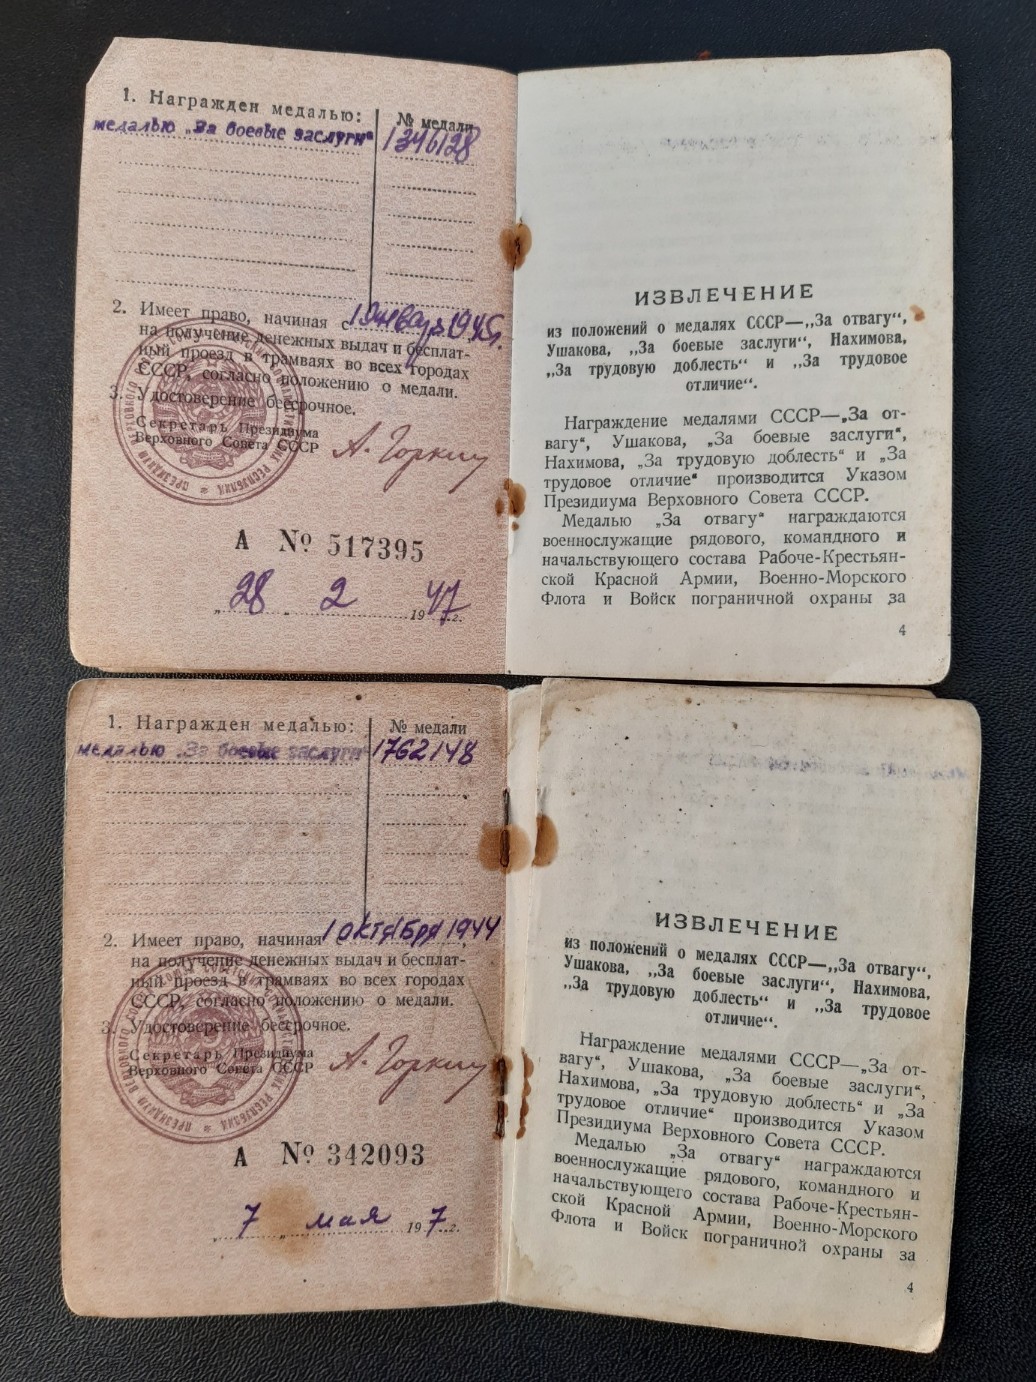 1. Награжден медалью:
№ медали
медалью „За боевые заслуги“
1346128
2. Имеет право, начиная с 1 января 1945г.
на получение денежных выдач и бесплат-
ный проезд в трамваях во всех городах
СССР, согласно положению о медали.
3. Удостоверение бессрочное.
Секретарь Президиума
Верховного Совета СССР
А. Горкин
А № 517395
„28„ 2 1947г.
ИЗВЛЕЧЕНИЕ
из положений о медалях СССР—„За отвагу“,
Ушакова, „За боевые заслуги“, Нахимова,
„За трудовую доблесть“ и „За трудовое
отличие“.
Награждение медалями СССР—„За от-
вагу“, Ушакова, „За боевые заслуги“,
Нахимова, „За трудовую доблесть“ и „За
трудовое отличие“ производится Указом
Президиума Верховного Совета СССР.
Медалью „За отвагу“ награждаются
военнослужащие рядового, командного и
начальствующего состава Рабоче-Крестьян-
ской Красной Армии, Военно-Морского
Флота и Войск пограничной охраны за
4
1. Награжден медалью:
№ медали
медалью „За боевые заслуги“
1762148
2. Имеет право, начиная 1 октября 1944
на получение денежных выдач и бесплат-
ный проезд в трамваях во всех городах
СССР, согласно положению о медали.
3. Удостоверение бессрочное.
Секретарь Президиума
Верховного Совета СССР
А. Горкин
А № 342093
„7„ мая 197г.
ИЗВЛЕЧЕНИЕ
из положений о медалях СССР—„За отвагу“,
Ушакова, „За боевые заслуги“, Нахимова,
„За трудовую доблесть“ и „За трудовое
отличие“.
Награждение медалями СССР—„За от-
вагу“, Ушакова, „За боевые заслуги“,
Нахимова, „За трудовую доблесть“ и „За
трудовое отличие“ производится Указом
Президиума Верховного Совета СССР.
Медалью „За отвагу“ награждаются
военнослужащие рядового, командного и
начальствующего состава Рабоче-Крестьян-
ской Красной Армии, Военно-Морского
Флота и Войск пограничной охраны за
4